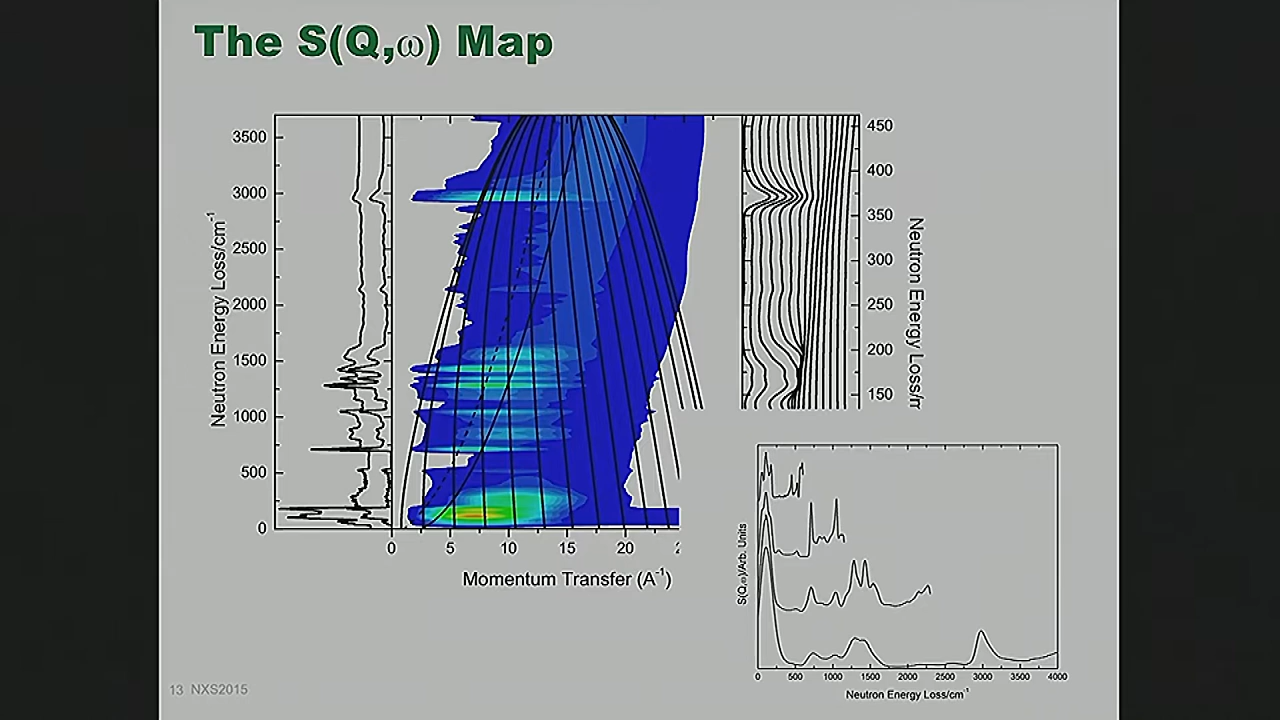 The S(Q,ω) Map
3500
3000
2500
2000
1500
1000
500
0
Neutron Energy Loss/cm⁻¹
0 5 10 15 20
Momentum Transfer (A⁻¹)
450
400
350
300
250
200
150
Neutron Energy Loss/
S(Q,ω)/Arb. Units
0 500 1000 1500 2000 2500 3000 3500 4000
Neutron Energy Loss/cm⁻¹
13 NXS2015